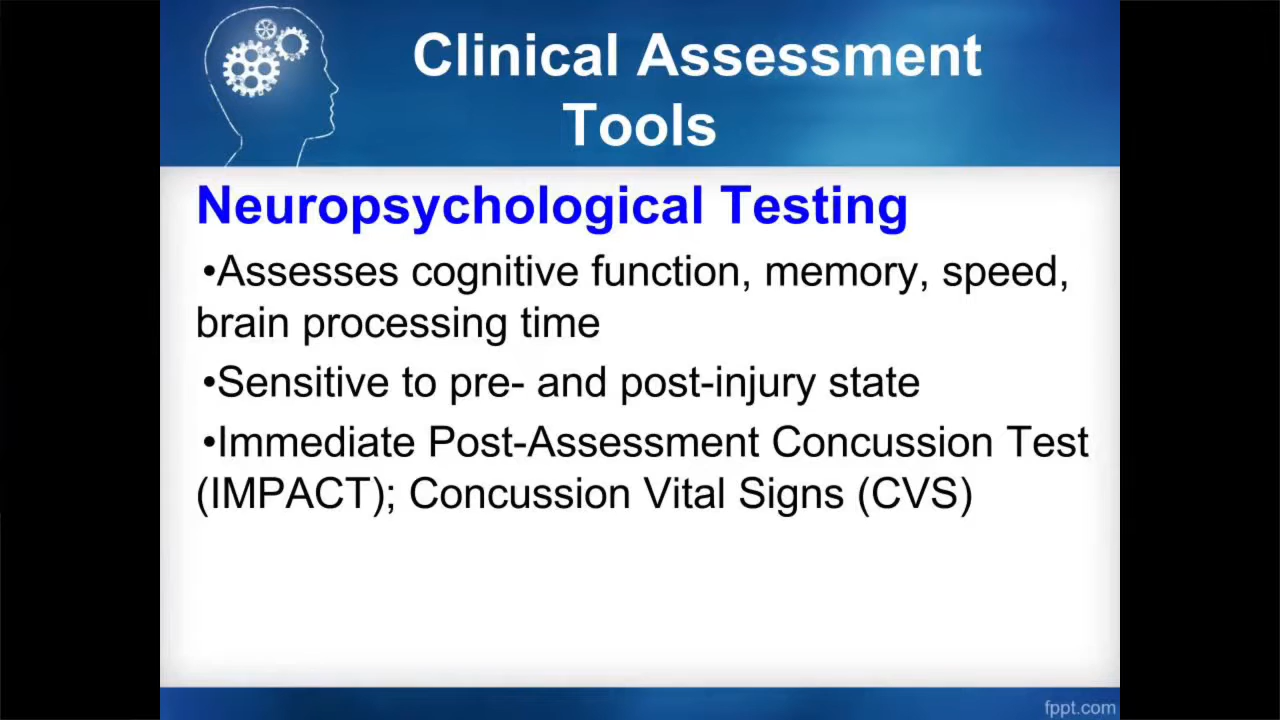 Clinical Assessment
Tools
Neuropsychological Testing
•Assesses cognitive function, memory, speed,
brain processing time
•Sensitive to pre- and post-injury state
•Immediate Post-Assessment Concussion Test
(IMPACT); Concussion Vital Signs (CVS)
fppt.com